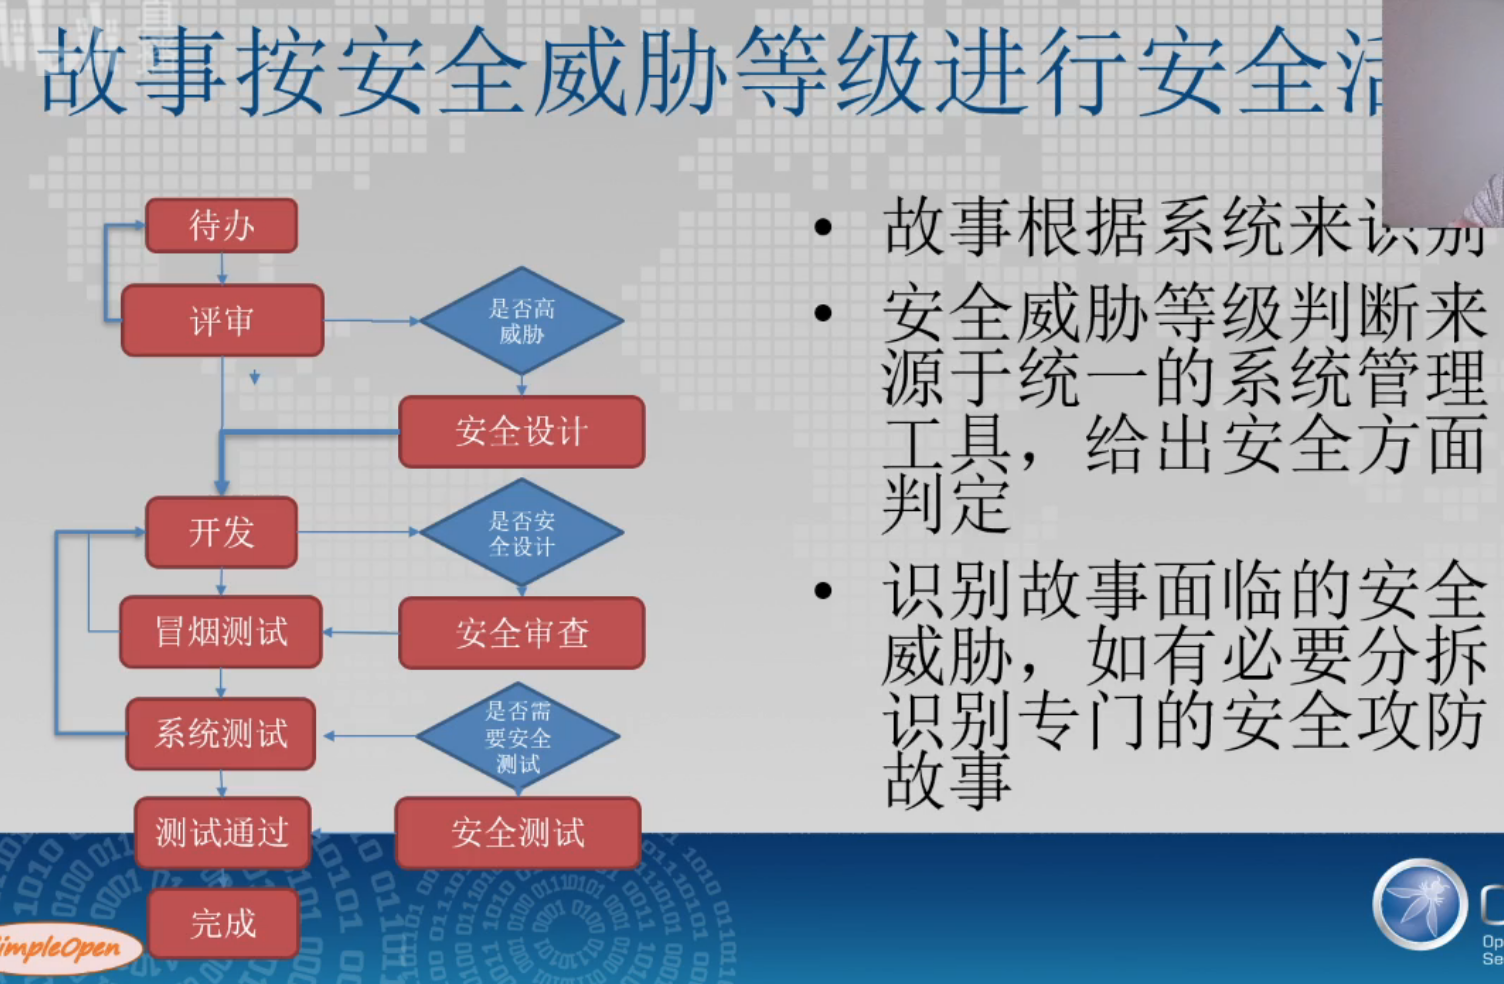 故事按安全威胁等级进行安全活
待办
评审
是否高
威胁
安全设计
开发
是否安
全设计
冒烟测试
安全审查
系统测试
是否需
要安全
测试
测试通过
安全测试
完成
• 故事根据系统来识别
• 安全威胁等级判断来
源于统一的系统管理
工具，给出安全方面
判定
• 识别故事面临的安全
威胁，如有必要分拆
识别专门的安全攻防
故事
impleOpen
Op
Se